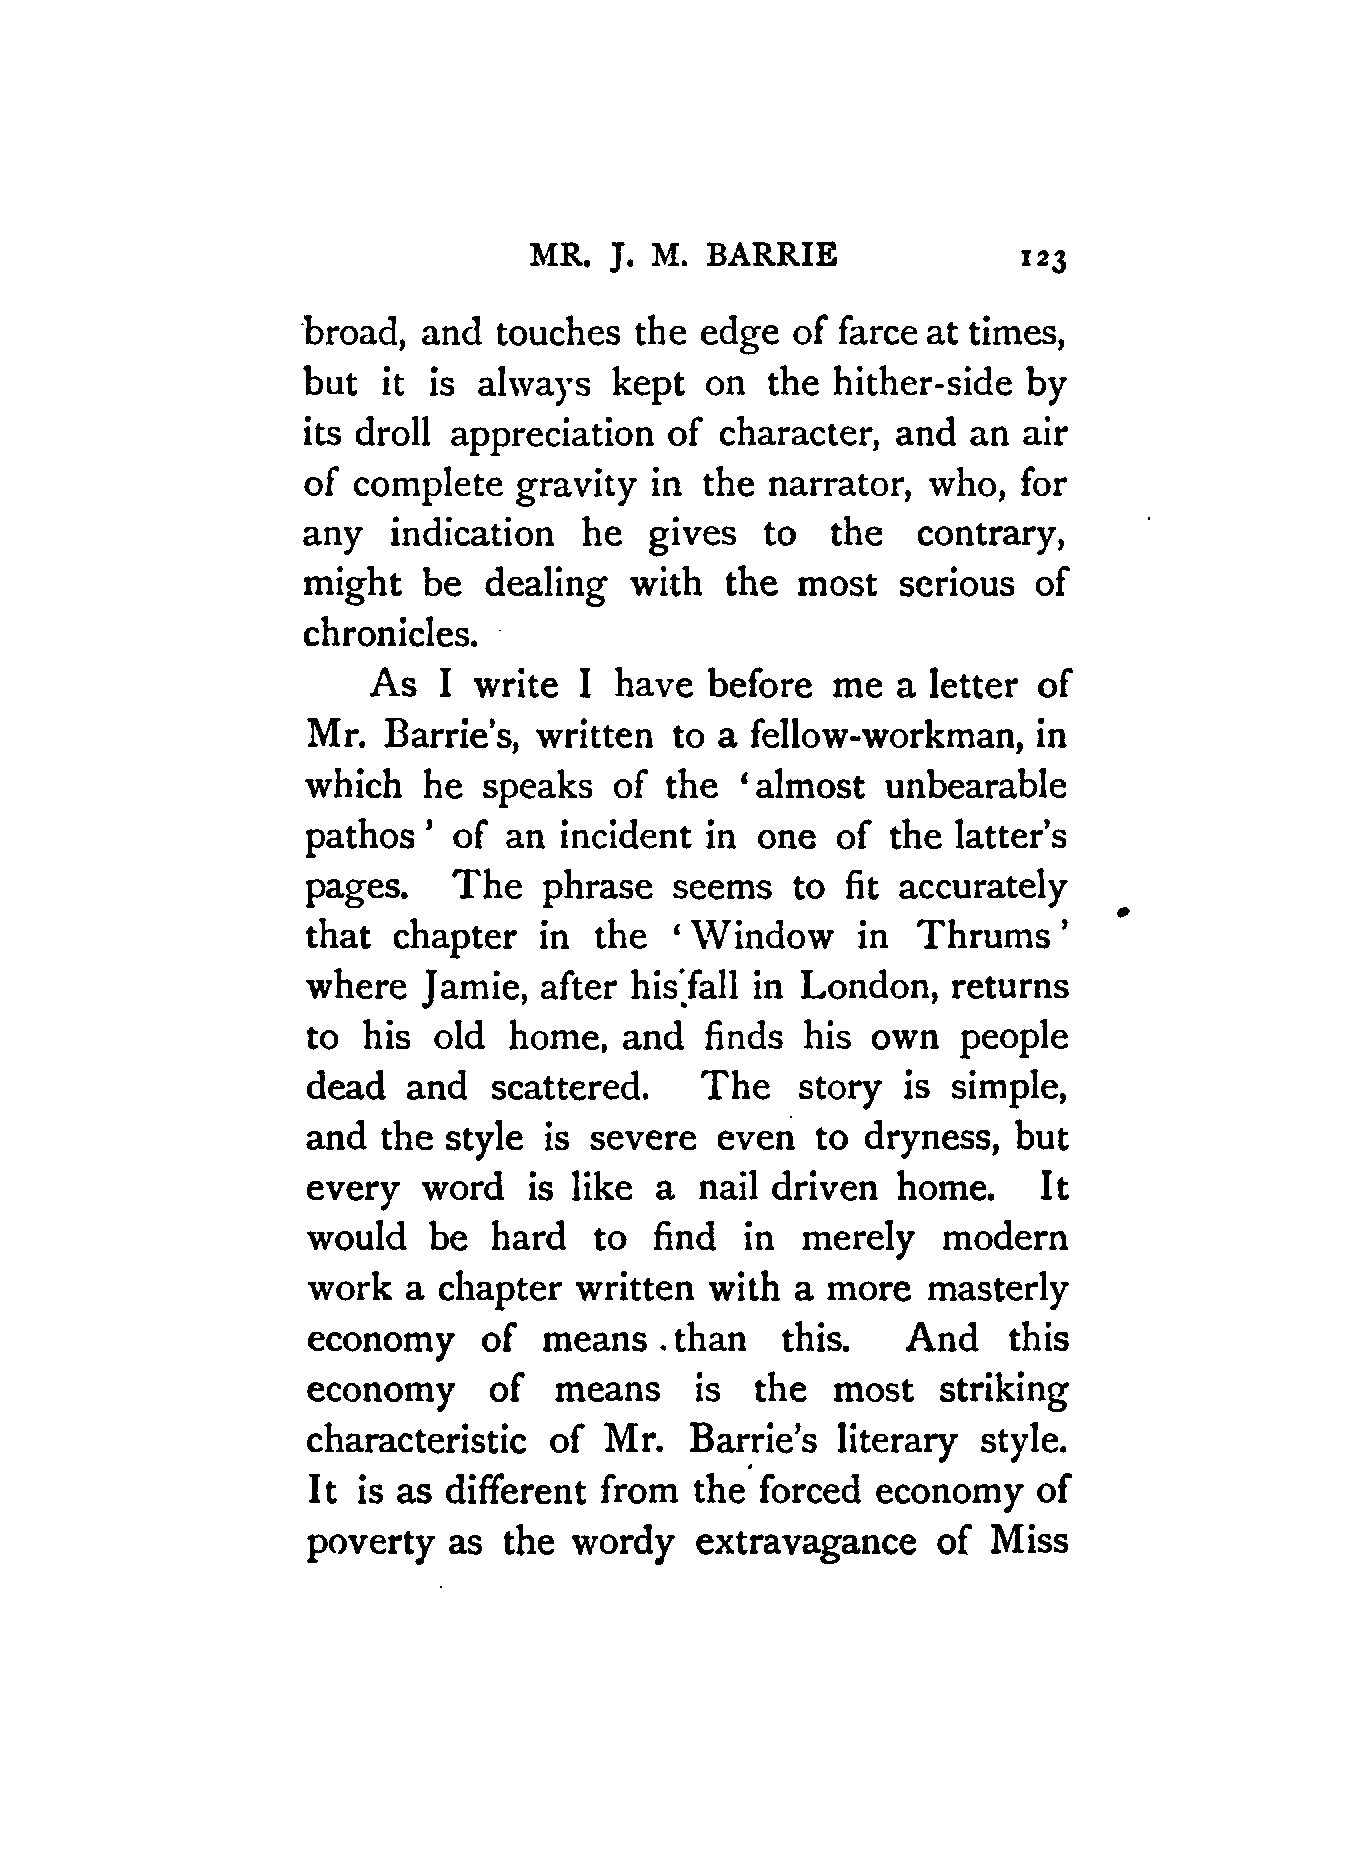 MR. J. M. BARRIE 123
broad, and touches the edge of farce at times,
but it is always kept on the hither-side by
its droll appreciation of character, and an air
of complete gravity in the narrator, who, for
any indication he gives to the contrary,
might be dealing with the most serious of
chronicles.
As I write I have before me a letter of
Mr. Barrie's, written to a fellow-workman, in
which he speaks of the ‘almost unbearable
pathos’ of an incident in one of the latter's
pages. The phrase seems to fit accurately
that chapter in the ‘Window in Thrums’
where Jamie, after his fall in London, returns
to his old home, and finds his own people
dead and scattered. The story is simple,
and the style is severe even to dryness, but
every word is like a nail driven home. It
would be hard to find in merely modern
work a chapter written with a more masterly
economy of means than this. And this
economy of means is the most striking
characteristic of Mr. Barrie's literary style.
It is as different from the forced economy of
poverty as the wordy extravagance of Miss